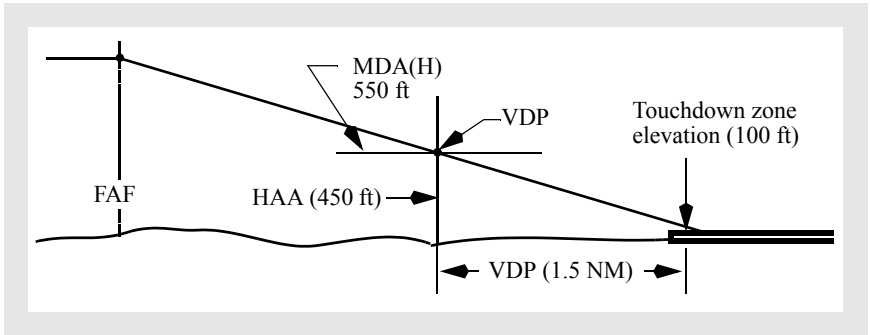 MDA(H)
550 ft
VDP
Touchdown zone
elevation (100 ft)
FAF
HAA (450 ft)
VDP (1.5 NM)